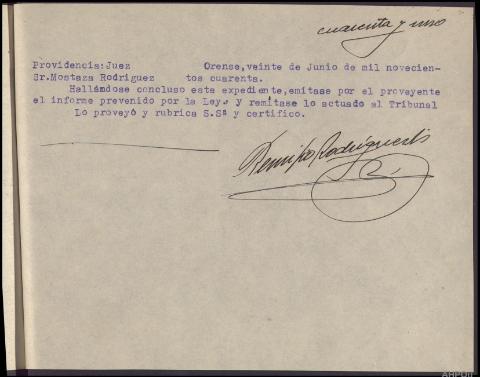 cuarenta y uno
Providencia:Juez Orense,veinte de Junio de mil novecien-
Sr.Mostaza Rodriguez tos cuarenta.
Hallándose concluso este expediente,emitase por el proveyente
el informe prevenido por la Ley, y remitase lo actuado al Tribunal
Lo proveyó y rubrica S.Sª y certifico.
Remigio Rodríguez
AHPOU